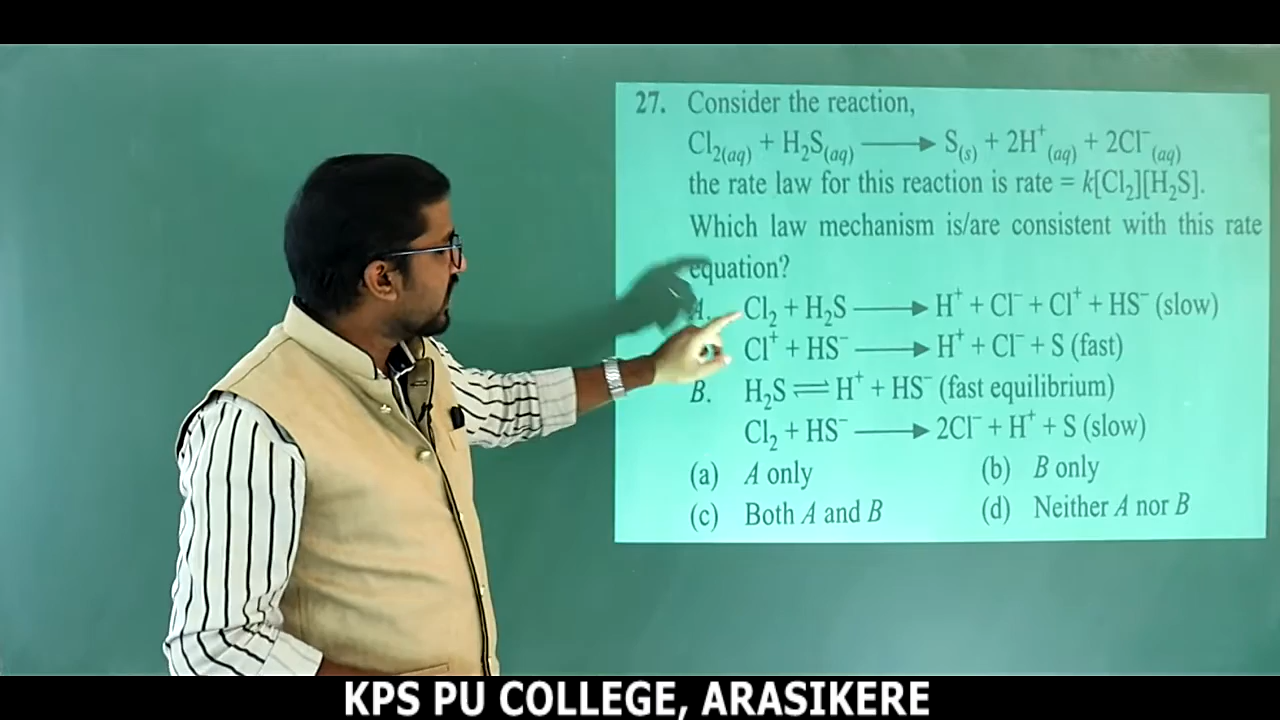 27. Consider the reaction,
Cl₂(aq) + H₂S(aq) ⟶ S(s) + 2H⁺(aq) + 2Cl⁻(aq)
the rate law for this reaction is rate = k[Cl₂][H₂S].
Which law mechanism is/are consistent with this rate
equation?
A. Cl₂ + H₂S ⟶ H⁺ + Cl⁻ + Cl⁺ + HS⁻ (slow)
Cl⁺ + HS⁻ ⟶ H⁺ + Cl⁻ + S (fast)
B. H₂S ⇌ H⁺ + HS⁻ (fast equilibrium)
Cl₂ + HS⁻ ⟶ 2Cl⁻ + H⁺ + S (slow)
(a) A only (b) B only
(c) Both A and B (d) Neither A nor B
KPS PU COLLEGE, ARASIKERE